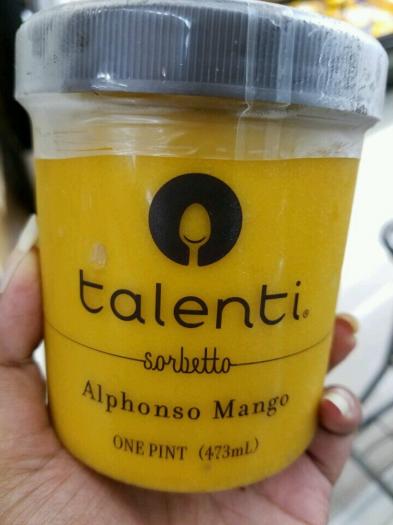 talenti®
sorbetto
Alphonso Mango
ONE PINT (473mL)